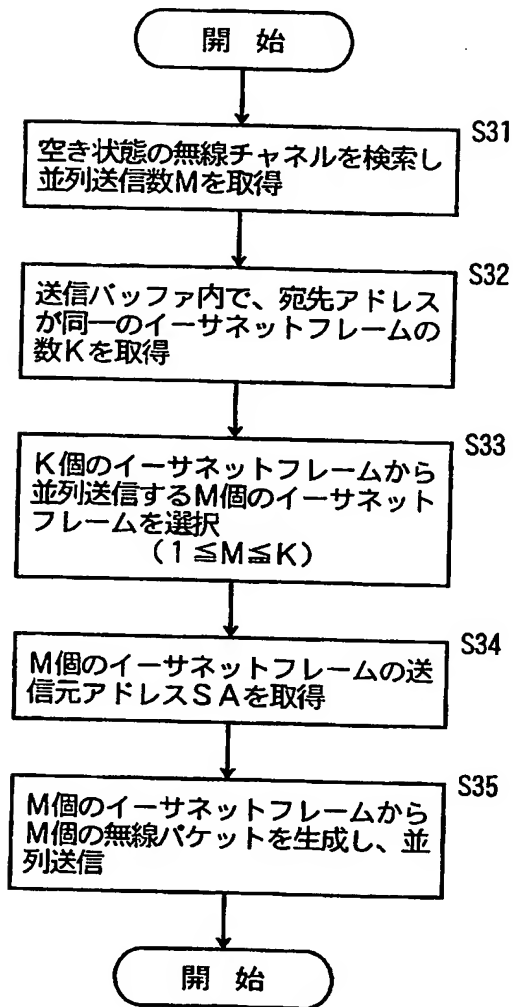 開 始
S31
空き状態の無線チャネルを検索し
並列送信数Mを取得
S32
送信バッファ内で、宛先アドレス
が同一のイーサネットフレームの
数Kを取得
S33
K個のイーサネットフレームから
並列送信するM個のイーサネット
フレームを選択
(1≦M≦K)
S34
M個のイーサネットフレームの送
信元アドレスSAを取得
S35
M個のイーサネットフレームから
M個の無線パケットを生成し、並
列送信
開 始